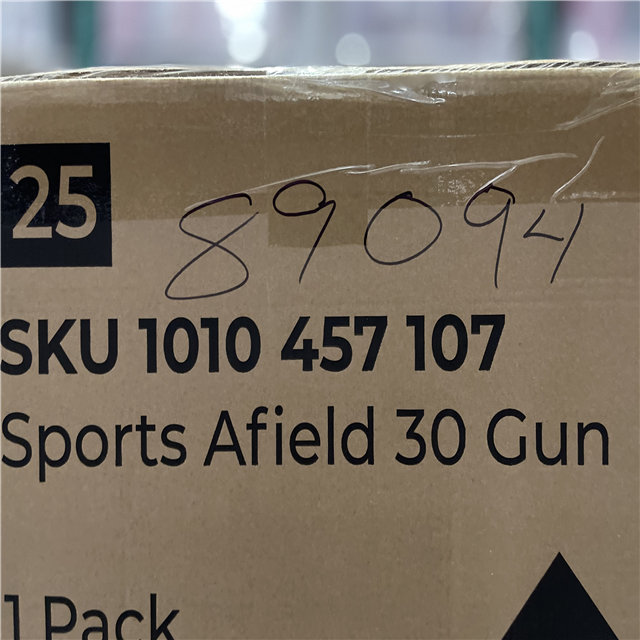 25
89094
SKU 1010 457 107
Sports Afield 30 Gun
1 Pack